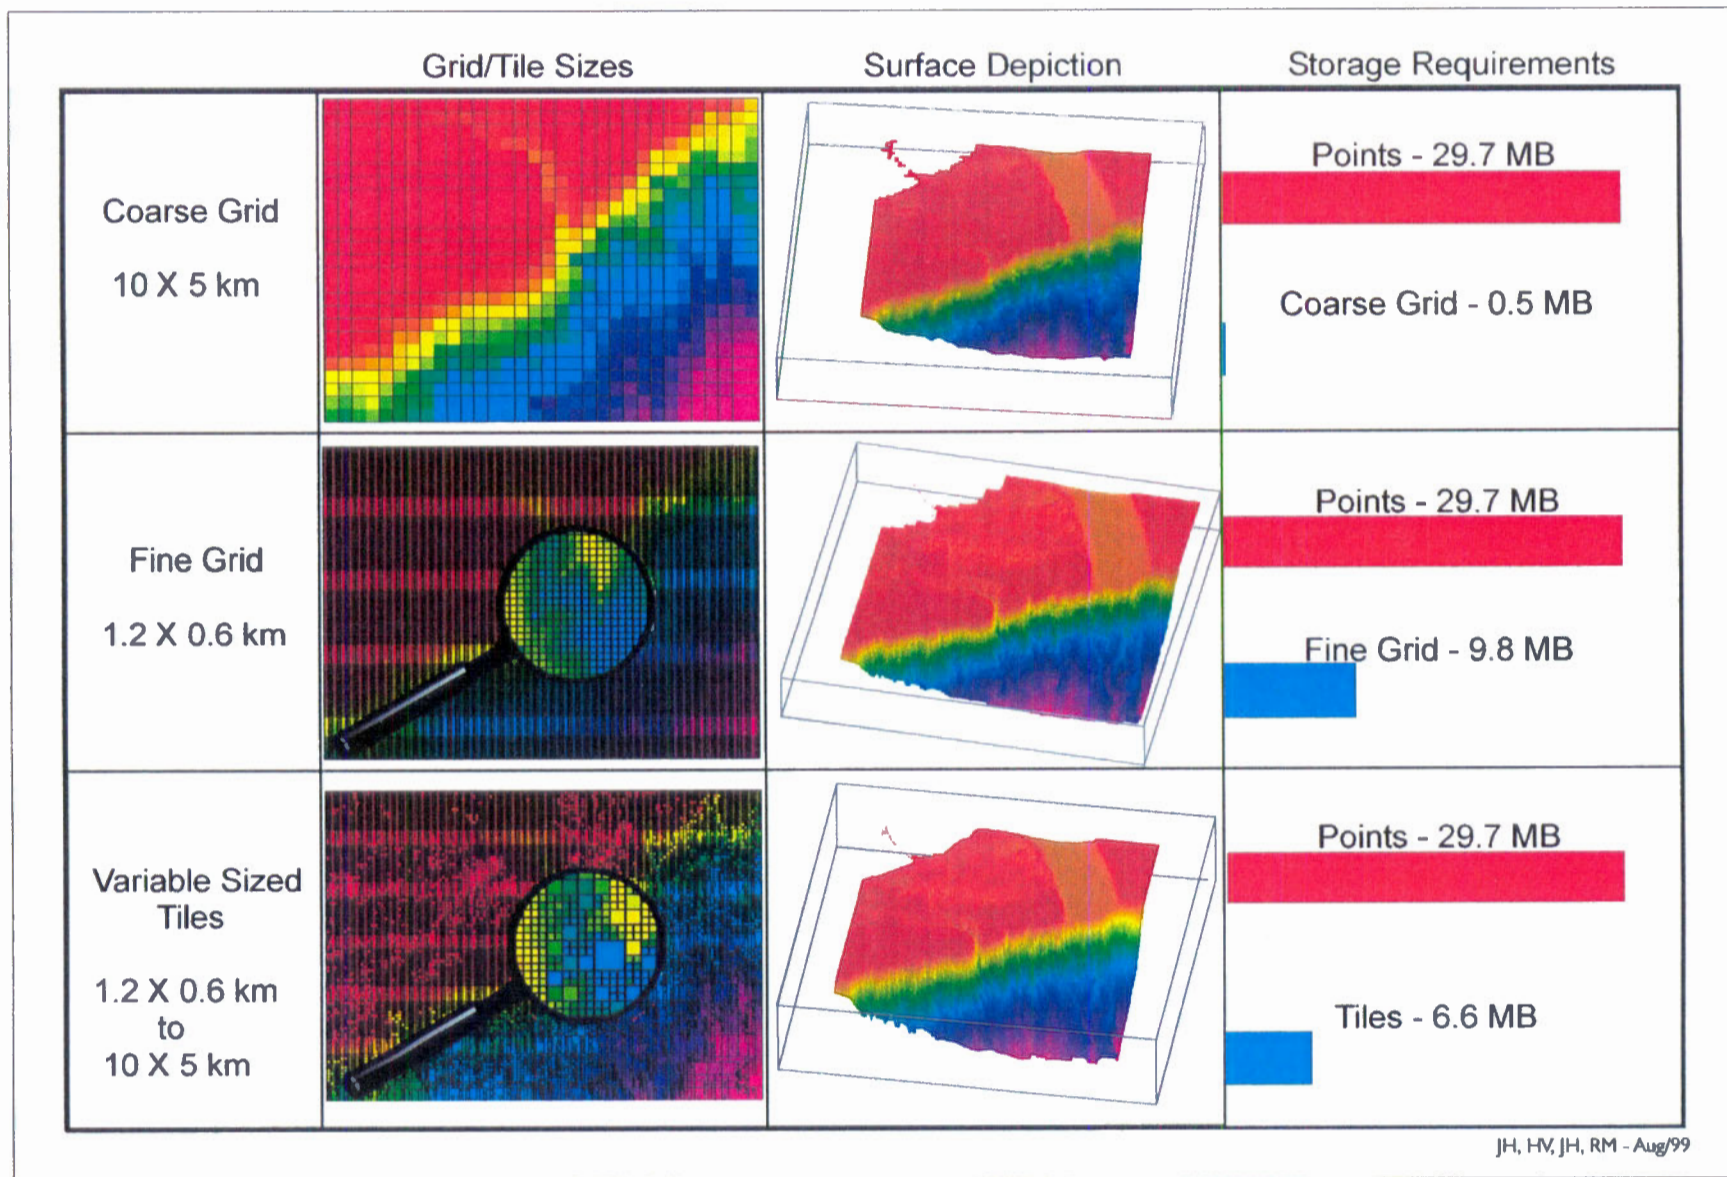 Grid/Tile Sizes
Surface Depiction
Storage Requirements
Coarse Grid
10 X 5 km
Points - 29.7 MB
Coarse Grid - 0.5 MB
Fine Grid
1.2 X 0.6 km
Points - 29.7 MB
Fine Grid - 9.8 MB
Variable Sized
Tiles
1.2 X 0.6 km
to
10 X 5 km
Points - 29.7 MB
Tiles - 6.6 MB
JH, HV, JH, RM - Aug/99